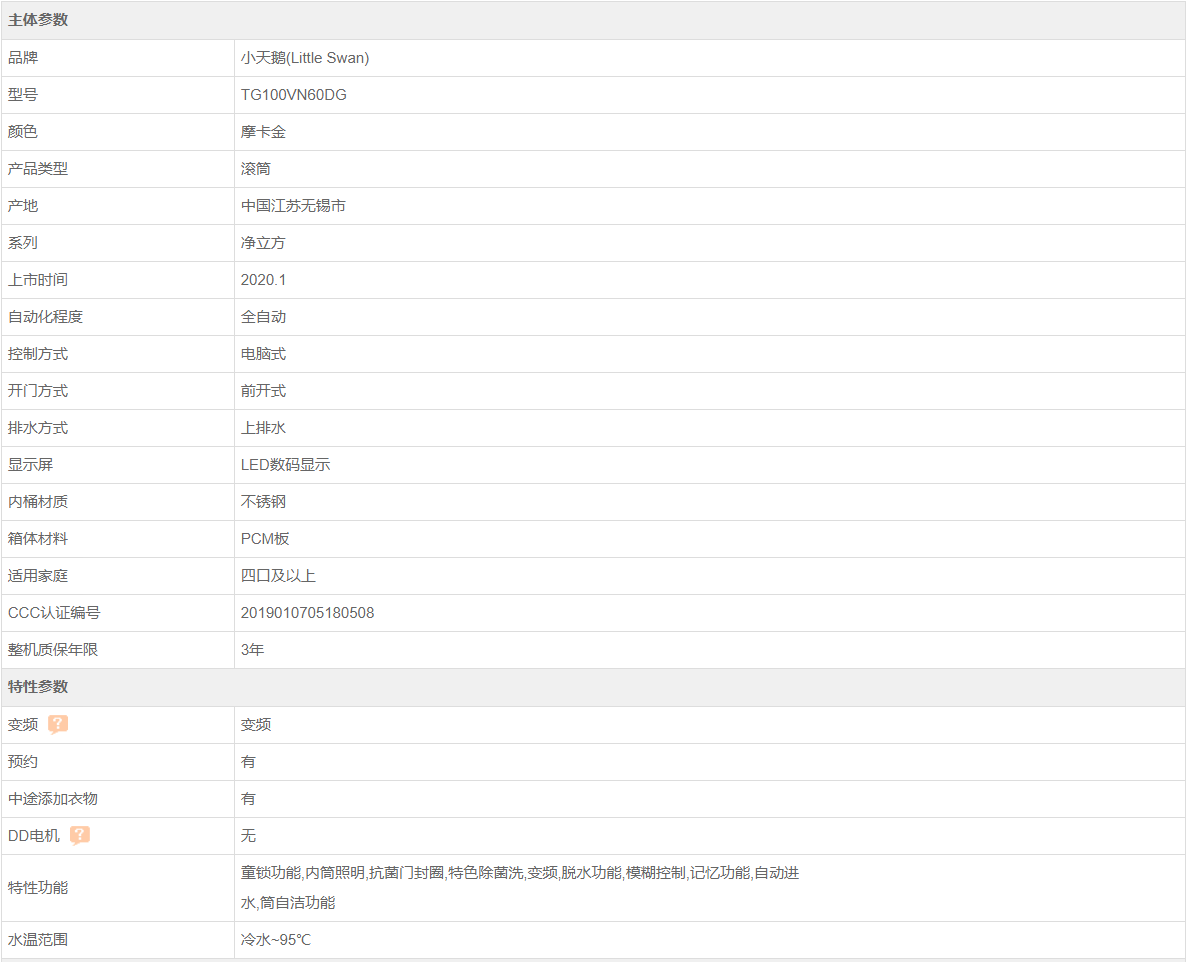 主体参数
品牌 小天鹅(Little Swan)
型号 TG100VN60DG
颜色 摩卡金
产品类型 滚筒
产地 中国江苏无锡市
系列 净立方
上市时间 2020.1
自动化程度 全自动
控制方式 电脑式
开门方式 前开式
排水方式 上排水
显示屏 LED数码显示
内桶材质 不锈钢
箱体材料 PCM板
适用家庭 四口及以上
CCC认证编号 2019010705180508
整机质保年限 3年
特性参数
变频 ? 变频
预约 有
中途添加衣物 有
DD电机 ? 无
特性功能 童锁功能,内筒照明,抗菌门封圈,特色除菌洗,变频,脱水功能,模糊控制,记忆功能,自动进
水,筒自洁功能
水温范围 冷水~95℃